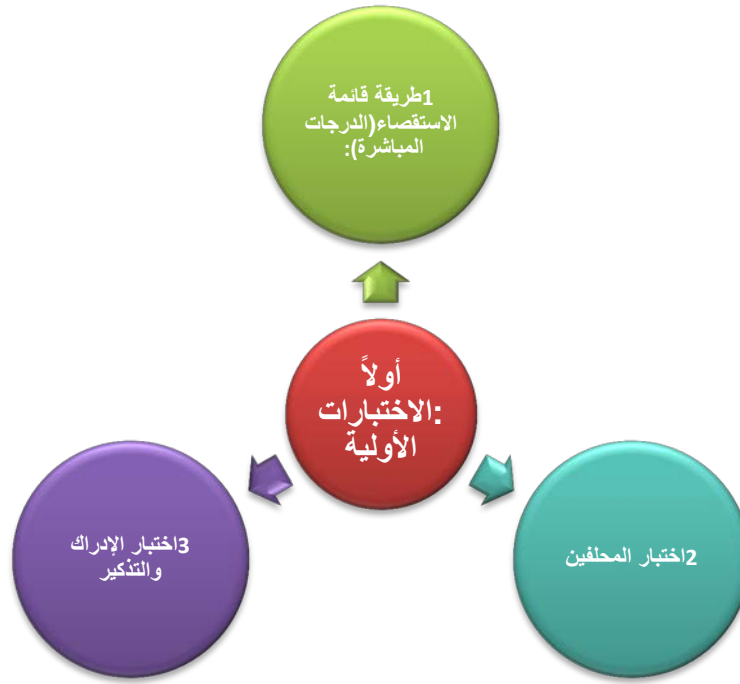 1طريقة قائمة
الاستقصاء(الدرجات
المباشرة):
أولاً
:الاختبارات
الأولية
2اختبار المحلفين
3اختبار الإدراك
والتذكير